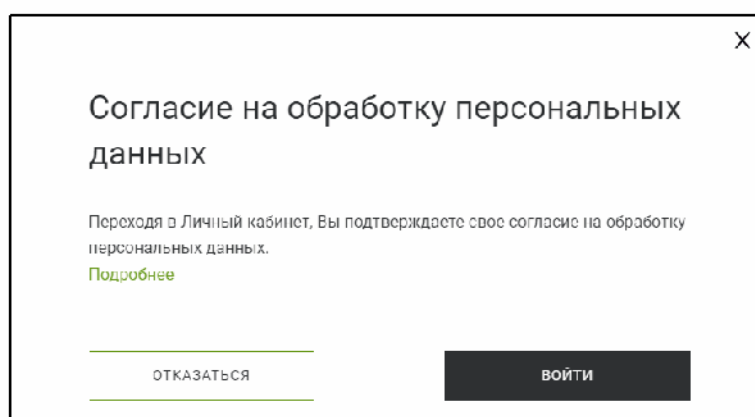 X
Согласие на обработку персональных
данных
Переходя в Личный кабинет, Вы подтверждаете свое согласие на обработку
персональных данных.
Подробнее
ОТКАЗАТЬСЯ
ВОЙТИ